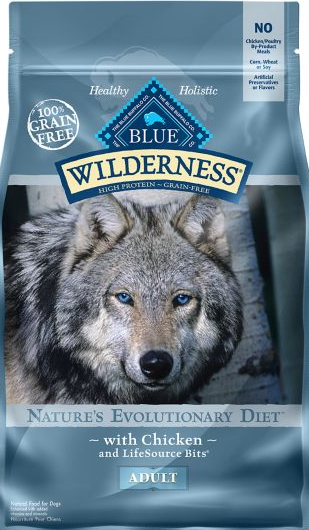 NO
Chicken/Poultry
By-Product
Meals
Corn, Wheat
or Soy
Artificial
Preservatives
or Flavors
Healthy Holistic
THE BLUE BUFFALO CO.
BLUE
100%
GRAIN
FREE
WILDERNESS®
HIGH PROTEIN ~ GRAIN-FREE
NATURE'S EVOLUTIONARY DIET™
~ with Chicken ~
and LifeSource Bits®
ADULT
Natural Food for Dogs